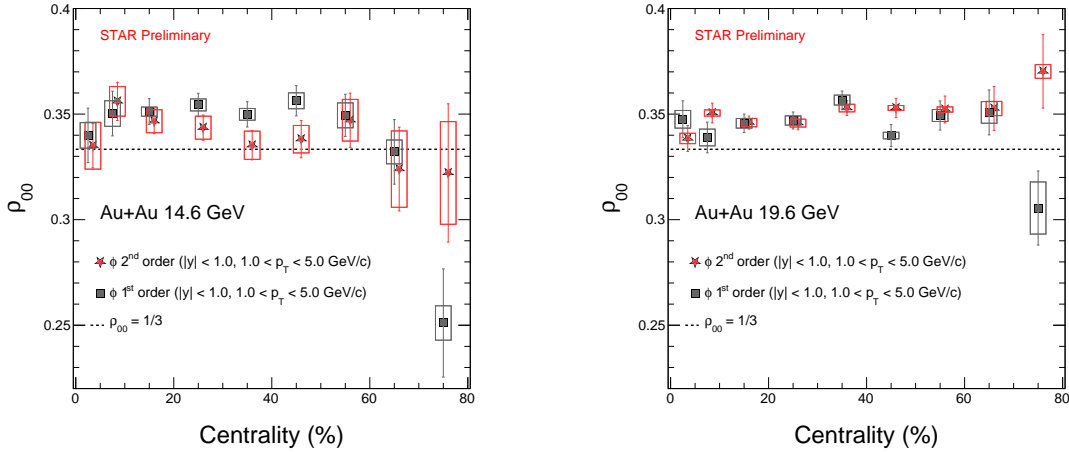 0.4
STAR Preliminary
0.35
ρ₀₀
0.3
Au+Au 14.6 GeV
φ 2ⁿᵈ order (|y| < 1.0, 1.0 < p_T < 5.0 GeV/c)
φ 1ˢᵗ order (|y| < 1.0, 1.0 < p_T < 5.0 GeV/c)
0.25
ρ₀₀ = 1/3
0 20 40 60 80
Centrality (%)
0.4
STAR Preliminary
0.35
ρ₀₀
0.3
Au+Au 19.6 GeV
φ 2ⁿᵈ order (|y| < 1.0, 1.0 < p_T < 5.0 GeV/c)
φ 1ˢᵗ order (|y| < 1.0, 1.0 < p_T < 5.0 GeV/c)
0.25
ρ₀₀ = 1/3
0 20 40 60 80
Centrality (%)